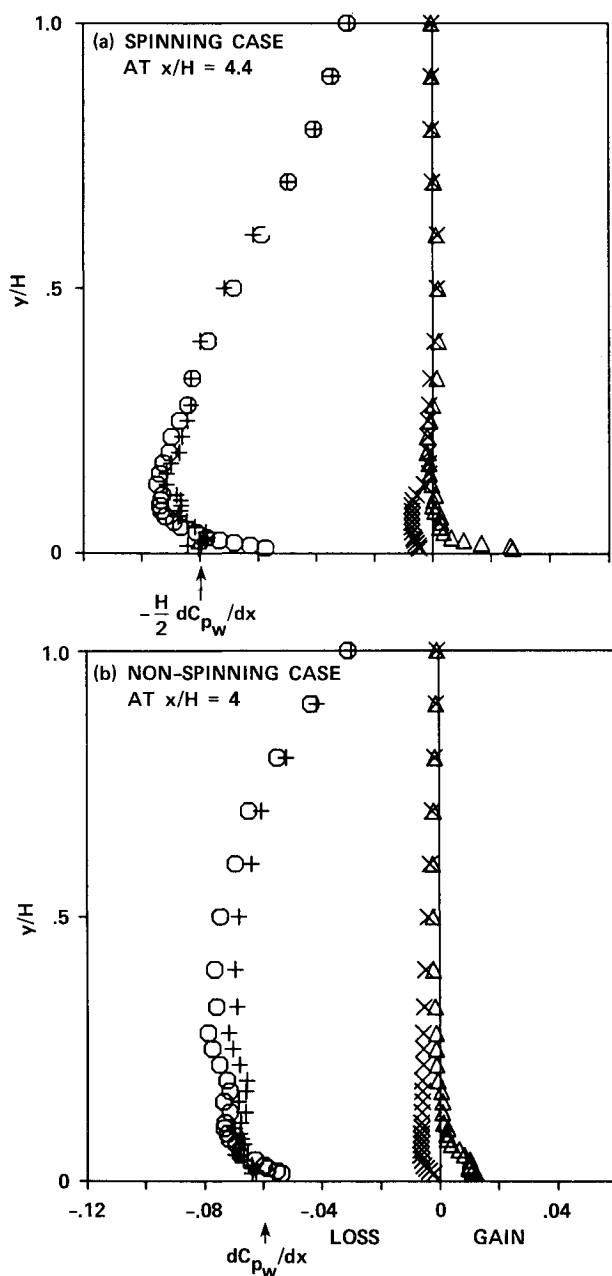 1.0
(a) SPINNING CASE
AT x/H = 4.4
y/H
.5
0
-H/2 dCpw/dx
1.0
(b) NON-SPINNING CASE
AT x/H = 4
y/H
.5
0
-.12 -.08 -.04 0 .04
LOSS GAIN
dCpw/dx